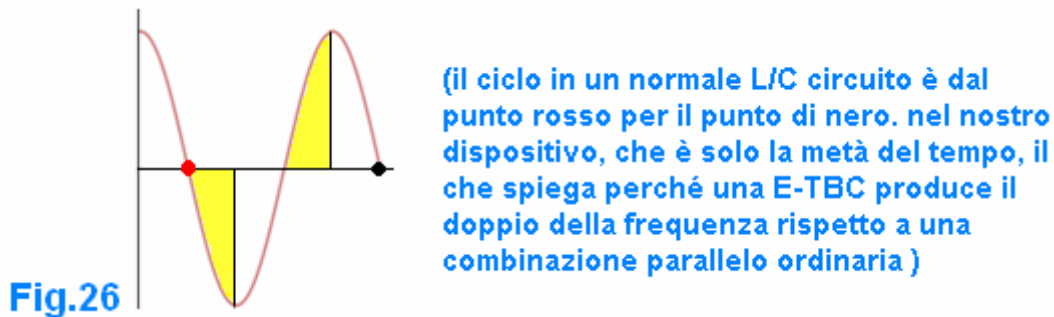 (il ciclo in un normale L/C circuito è dal
punto rosso per il punto di nero. nel nostro
dispositivo, che è solo la metà del tempo, il
che spiega perché una E-TBC produce il
doppio della frequenza rispetto a una
combinazione parallelo ordinaria )
Fig.26